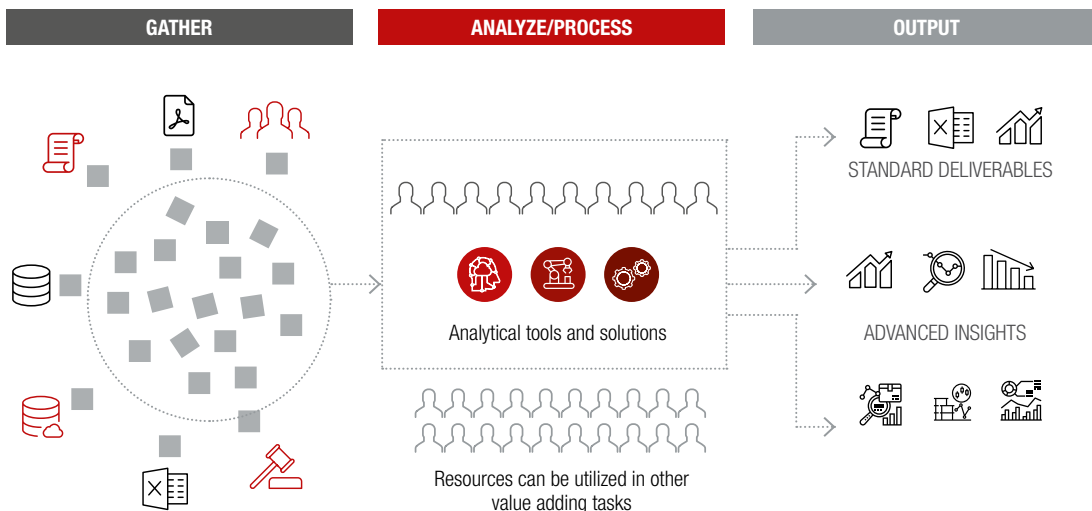 GATHER
ANALYZE/PROCESS
OUTPUT
STANDARD DELIVERABLES
Analytical tools and solutions
ADVANCED INSIGHTS
Resources can be utilized in other
value adding tasks